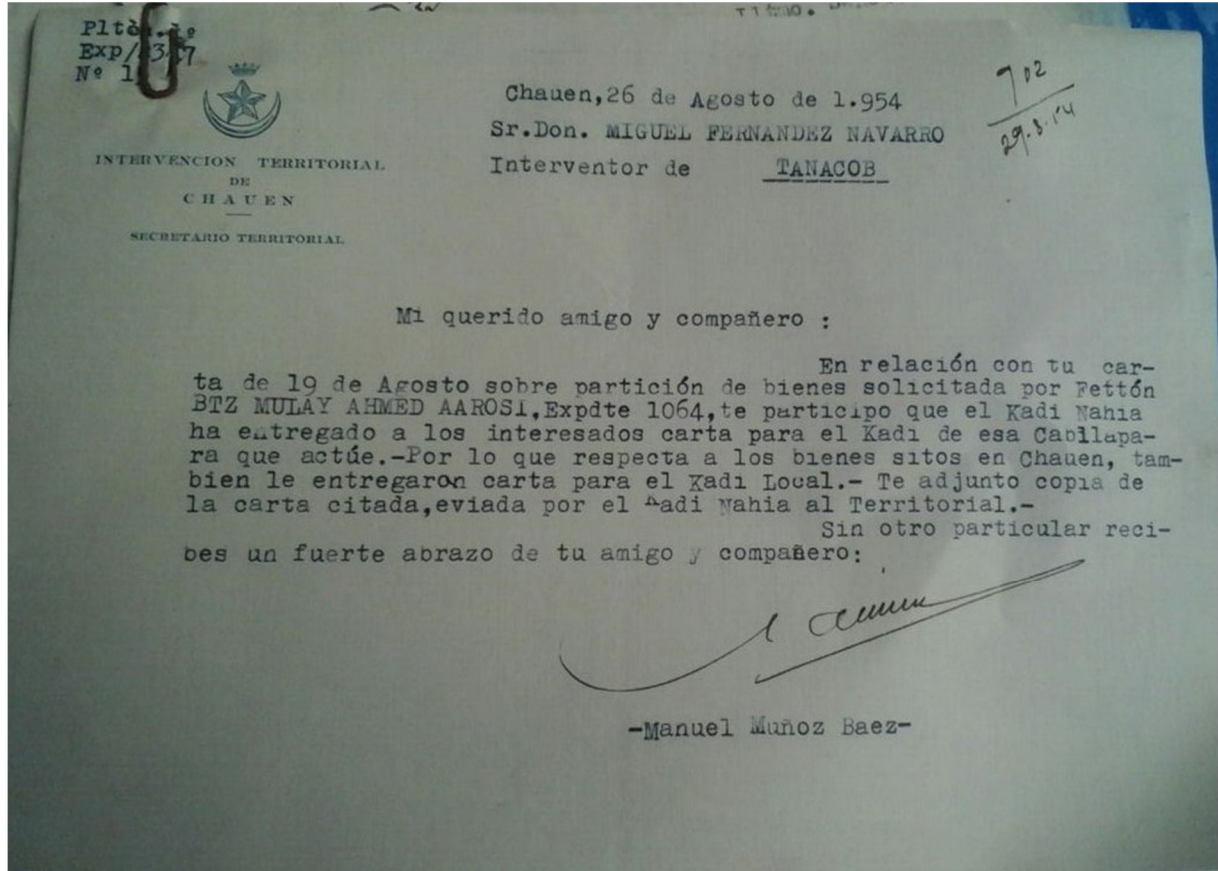 Exp/
Nº 1
Chauen,26 de Agosto de 1.954
702
29-8-54
Sr.Don. MIGUEL FERNANDEZ NAVARRO
Interventor de TANACOB
INTERVENCION TERRITORIAL
DE
CHAUEN
SECRETARIO TERRITORIAL
Mi querido amigo y compañero :
En relación con tu car-
ta de 19 de Agosto sobre partición de bienes solicitada por Fettón
BTZ MULAY AHMED AAROSI,Expdte 1064,te participo que el Kadi Nahia
ha entregado a los interesados carta para el Kadi de esa Cabilapa-
ra que actúe.-Por lo que respecta a los bienes sitos en Chauen, tam-
bien le entregaron carta para el Kadi Local.- Te adjunto copia de
la carta citada,eviada por el Kadi Nahia al Territorial.-
Sin otro particular reci-
bes un fuerte abrazo de tu amigo y compañero:
-Manuel Muñoz Baez-